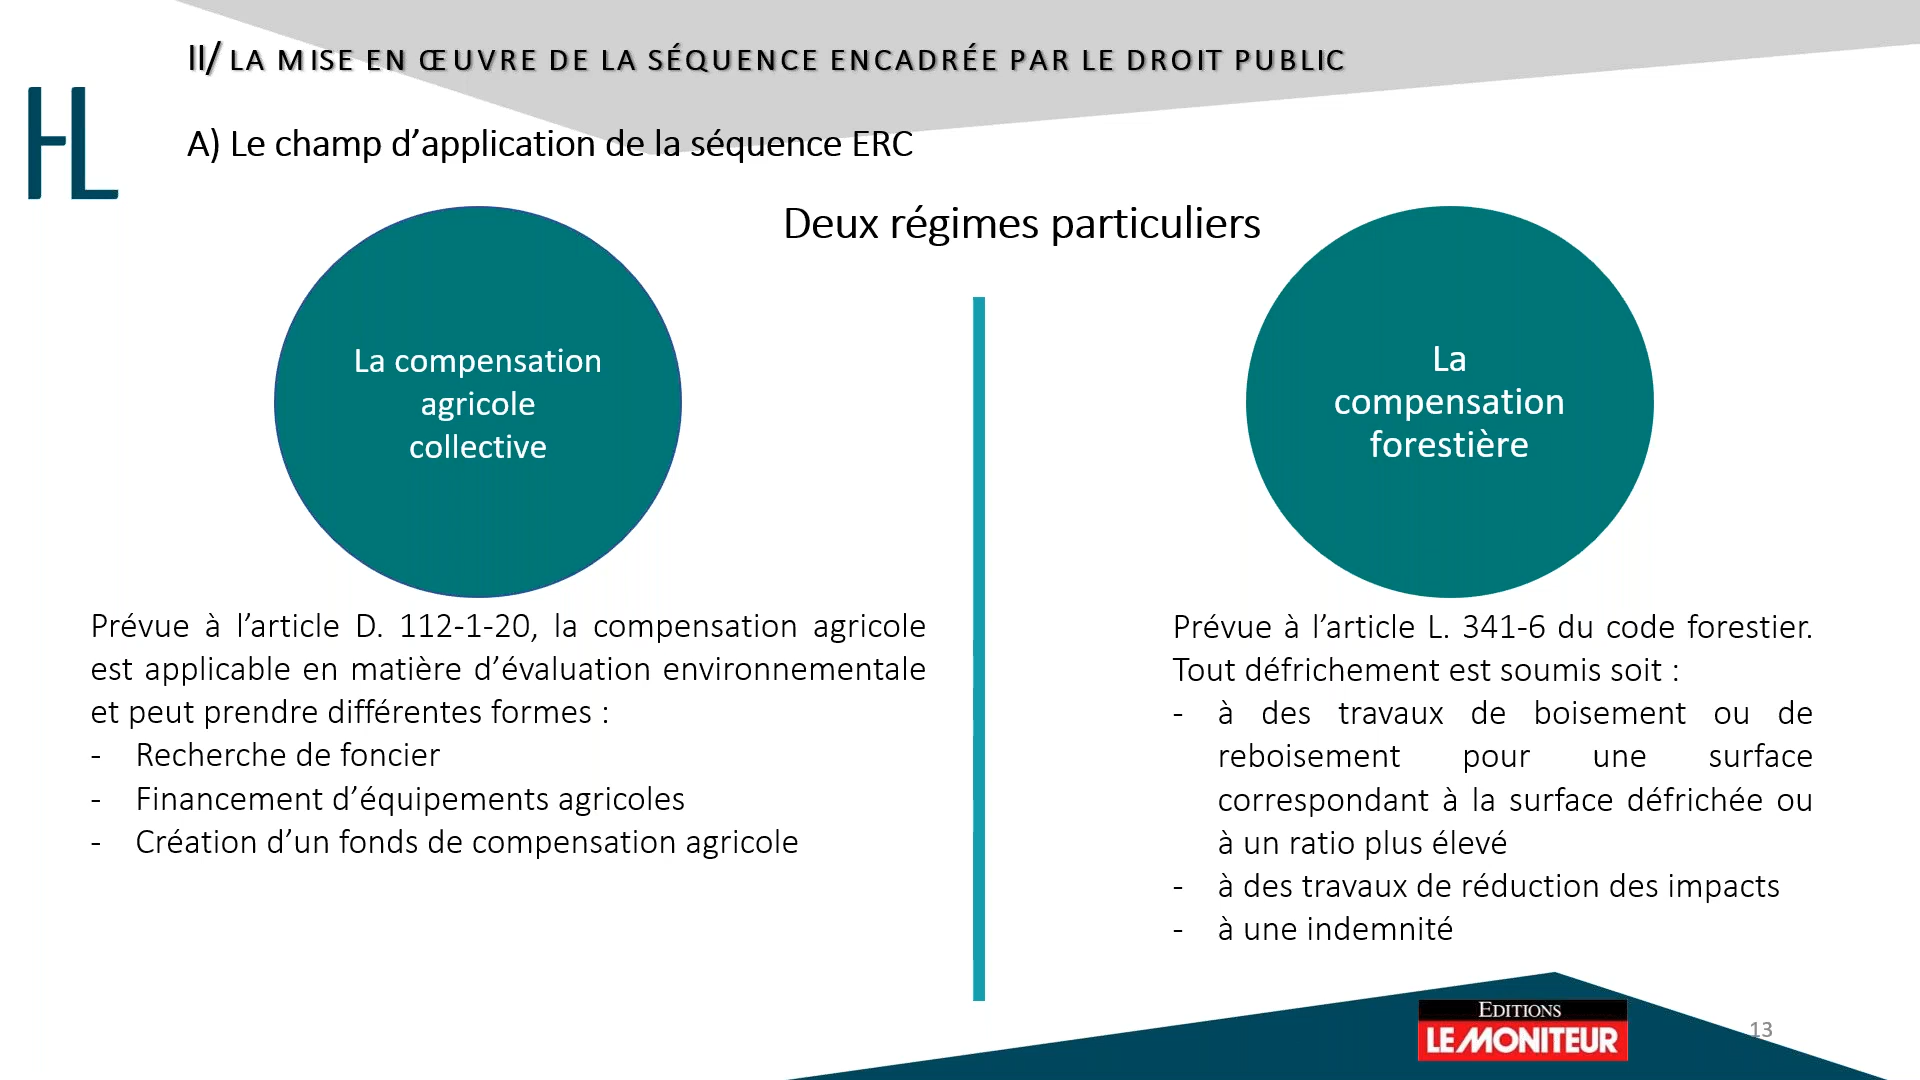 II/ LA MISE EN ŒUVRE DE LA SÉQUENCE ENCADRÉE PAR LE DROIT PUBLIC
HL
A) Le champ d’application de la séquence ERC
Deux régimes particuliers
La compensation
agricole
collective
Prévue à l’article D. 112-1-20, la compensation agricole
est applicable en matière d’évaluation environnementale
et peut prendre différentes formes :
- Recherche de foncier
- Financement d’équipements agricoles
- Création d’un fonds de compensation agricole
La
compensation
forestière
Prévue à l’article L. 341-6 du code forestier.
Tout défrichement est soumis soit :
- à des travaux de boisement ou de
reboisement pour une surface
correspondant à la surface défrichée ou
à un ratio plus élevé
- à des travaux de réduction des impacts
- à une indemnité
EDITIONS
LE MONITEUR
13